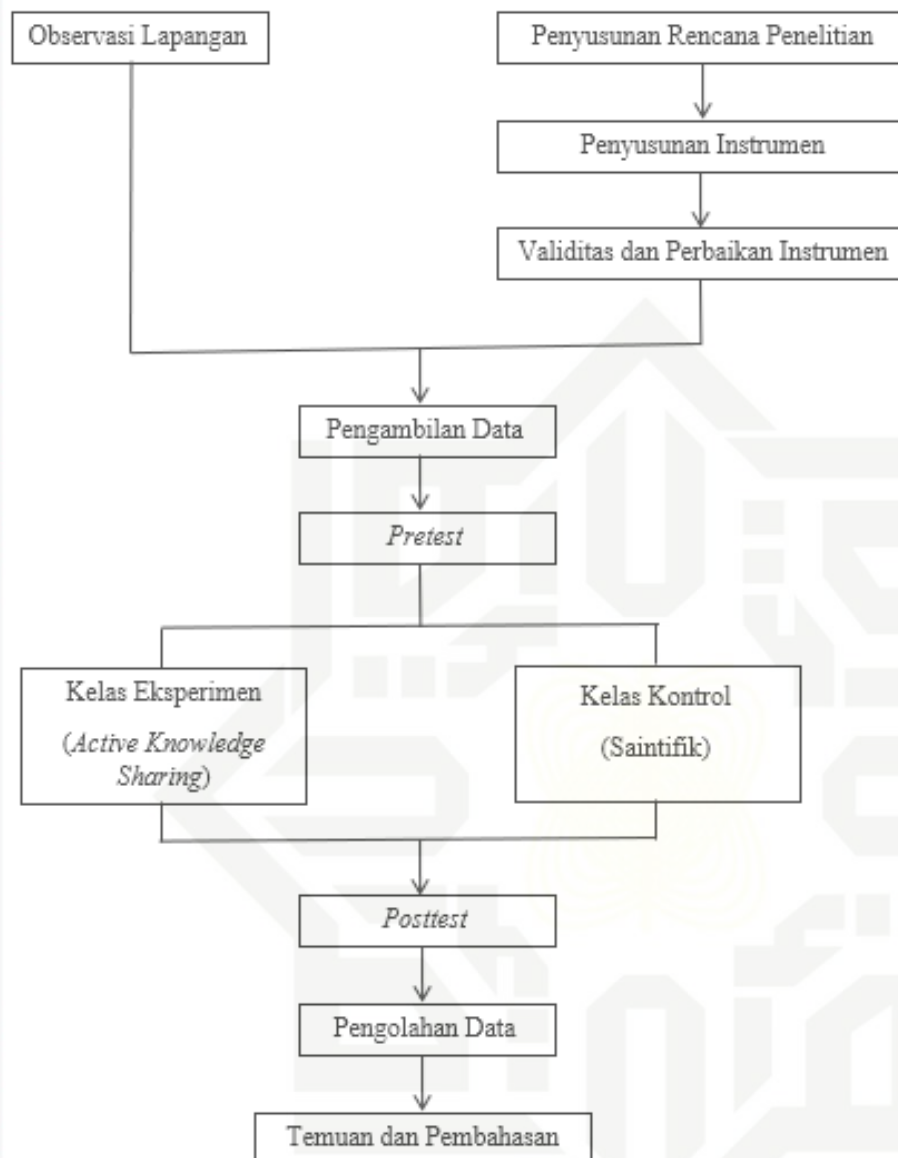 Observasi Lapangan
Penyusunan Rencana Penelitian
Penyusunan Instrumen
Validitas dan Perbaikan Instrumen
Pengambilan Data
Pretest
Kelas Eksperimen
(Active Knowledge
Sharing)
Kelas Kontrol
(Saintifik)
Posttest
Pengolahan Data
Temuan dan Pembahasan